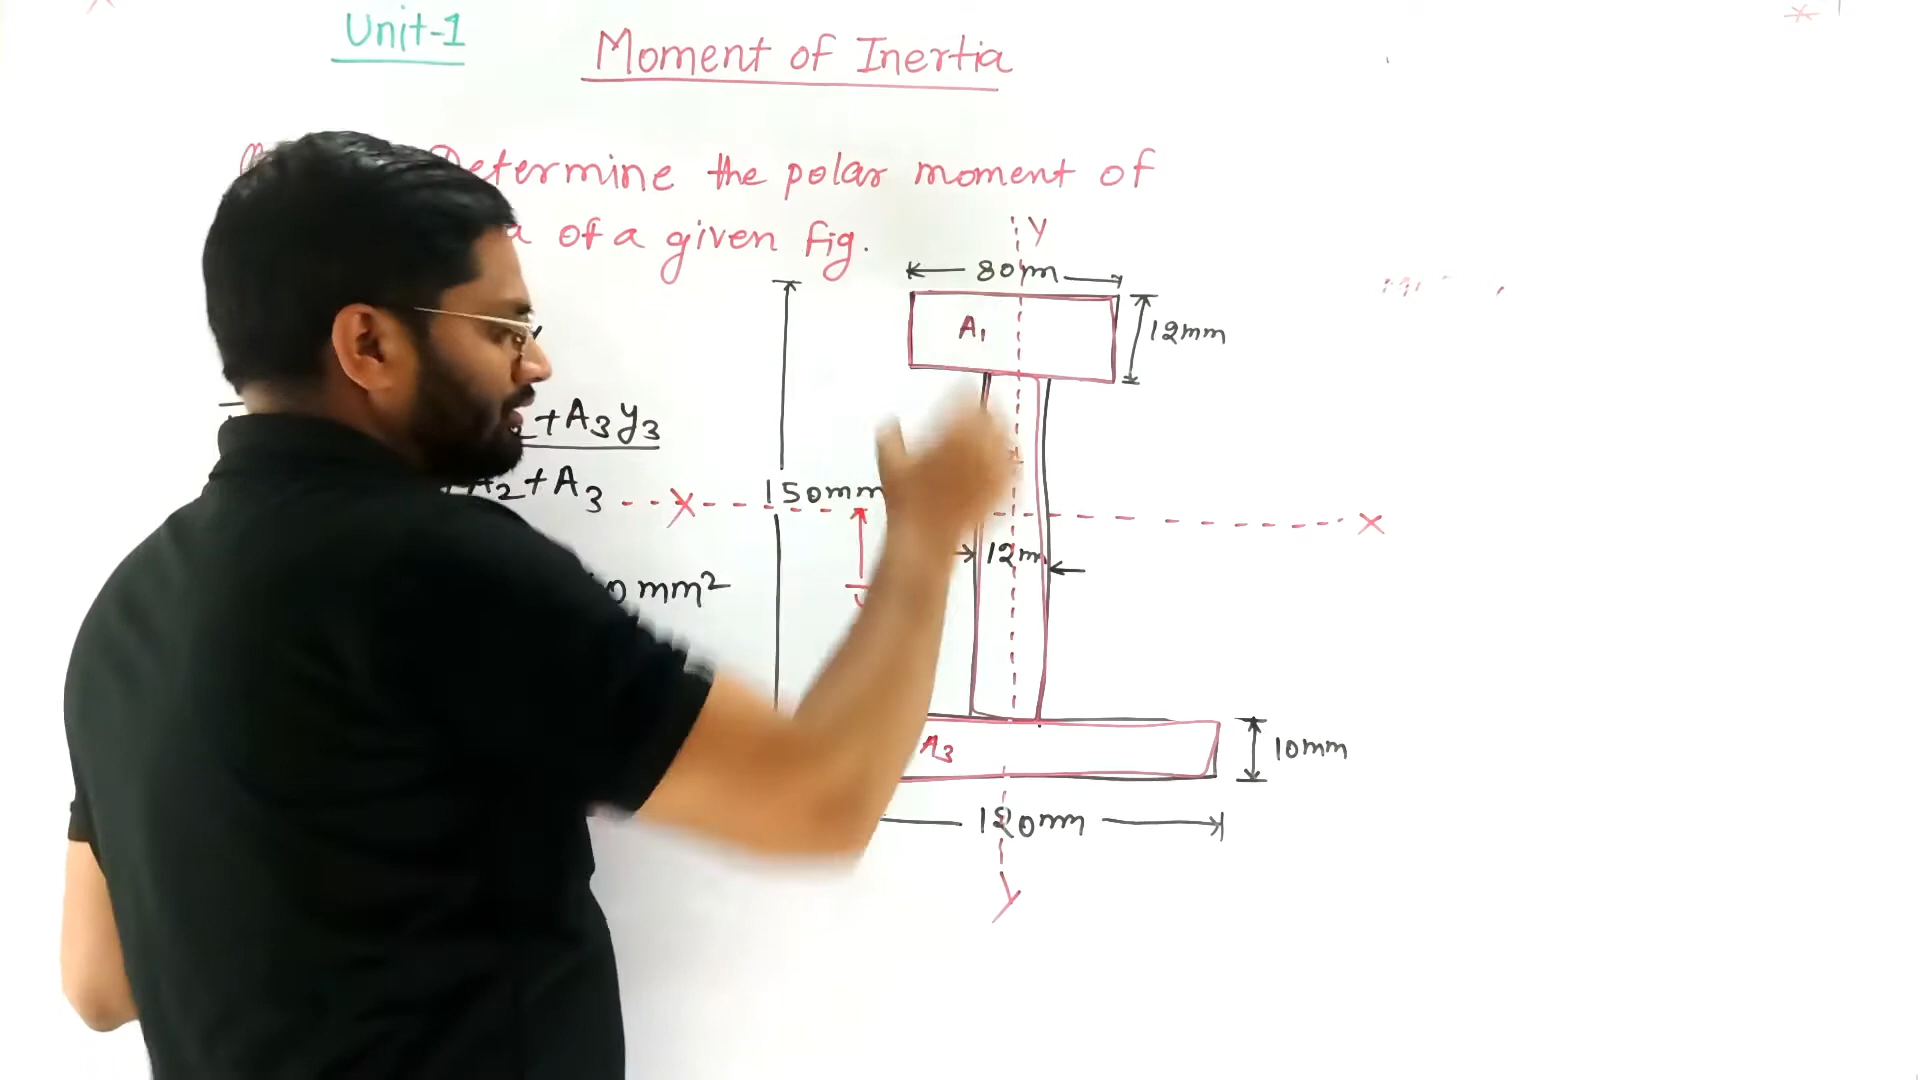 Unit-1
Moment of Inertia
Determine the polar moment of
of a given fig.
Y
80m
A₁
12mm
+A₃y₃
A₂+A₃
X
150mm
X
12m
mm²
A₃
10mm
120mm
Y